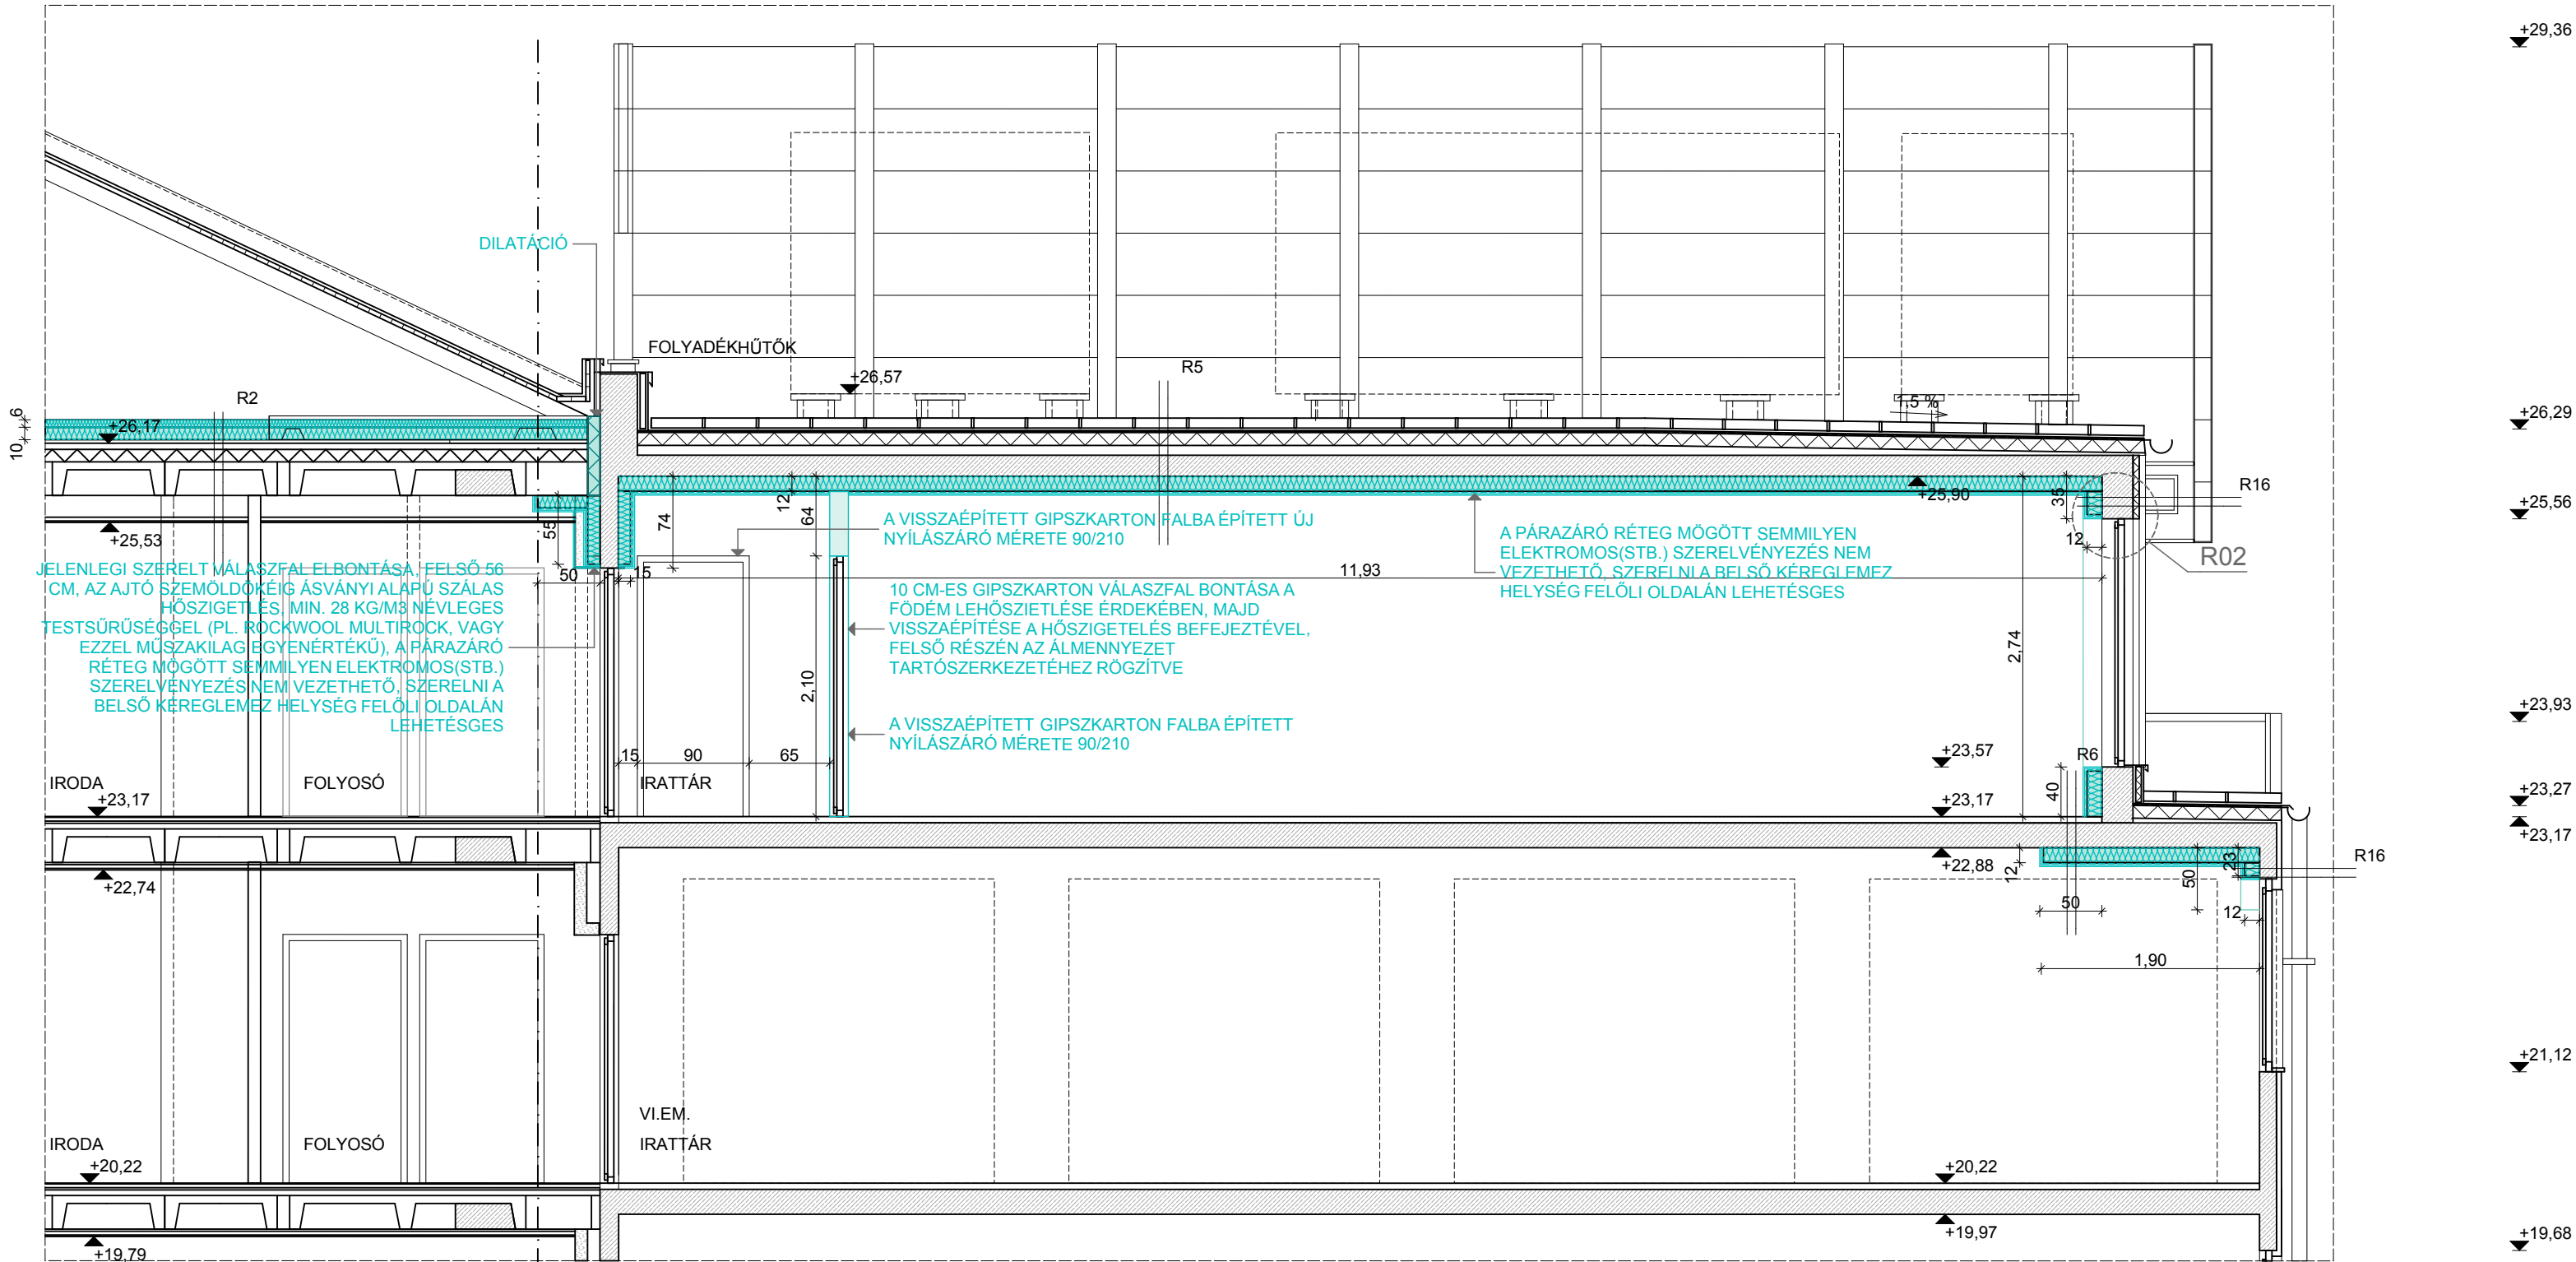 +29,36
DILATÁCIÓ
FOLYADÉKHŰTŐK
R5
+26,57
R2
1,5 %
+26,29
6
10
+26,17
R16
12
64
74
35
+25,90
+25,56
+25,53
55
A VISSZAÉPÍTETT GIPSZKARTON FALBA ÉPÍTETT ÚJ
NYÍLÁSZÁRÓ MÉRETE 90/210
A PÁRAZÁRÓ RÉTEG MÖGÖTT SEMMILYEN
ELEKTROMOS(STB.) SZERELVÉNYEZÉS NEM
VEZETHETŐ, SZERELNI A BELSŐ KÉREGLEMEZ
HELYSÉG FELŐLI OLDALÁN LEHETÉSGES
12
R02
JELENLEGI SZERELT VÁLASZFAL ELBONTÁSA, FELSŐ 56
CM, AZ AJTÓ SZEMÖLDÖKÉIG ÁSVÁNYI ALAPÚ SZÁLAS
HŐSZIGETLÉS, MIN. 28 KG/M3 NÉVLEGES
TESTSŰRŰSÉGGEL (PL. ROCKWOOL MULTIROCK, VAGY
EZZEL MŰSZAKILAG EGYENÉRTÉKŰ), A PÁRAZÁRÓ
RÉTEG MÖGÖTT SEMMILYEN ELEKTROMOS(STB.)
SZERELVÉNYEZÉS NEM VEZETHETŐ, SZERELNI A
BELSŐ KÉREGLEMEZ HELYSÉG FELŐLI OLDALÁN
LEHETÉSGES
50
15
11,93
10 CM-ES GIPSZKARTON VÁLASZFAL BONTÁSA A
FÖDÉM LEHŐSZIETLÉSE ÉRDEKÉBEN, MAJD
VISSZAÉPÍTÉSE A HŐSZIGETELÉS BEFEJEZTÉVEL,
FELSŐ RÉSZÉN AZ ÁLMENNYEZET
TARTÓSZERKEZETÉHEZ RÖGZÍTVE
2,74
2,10
A VISSZAÉPÍTETT GIPSZKARTON FALBA ÉPÍTETT
NYÍLÁSZÁRÓ MÉRETE 90/210
+23,93
15
90
65
+23,57
R6
IRODA
FOLYOSÓ
IRATTÁR
40
+23,17
+23,17
+23,27
+23,17
+22,74
+22,88
12
50
23
R16
50
12
1,90
+21,12
VI.EM.
IRODA
FOLYOSÓ
IRATTÁR
+20,22
+20,22
+19,79
+19,97
+19,68